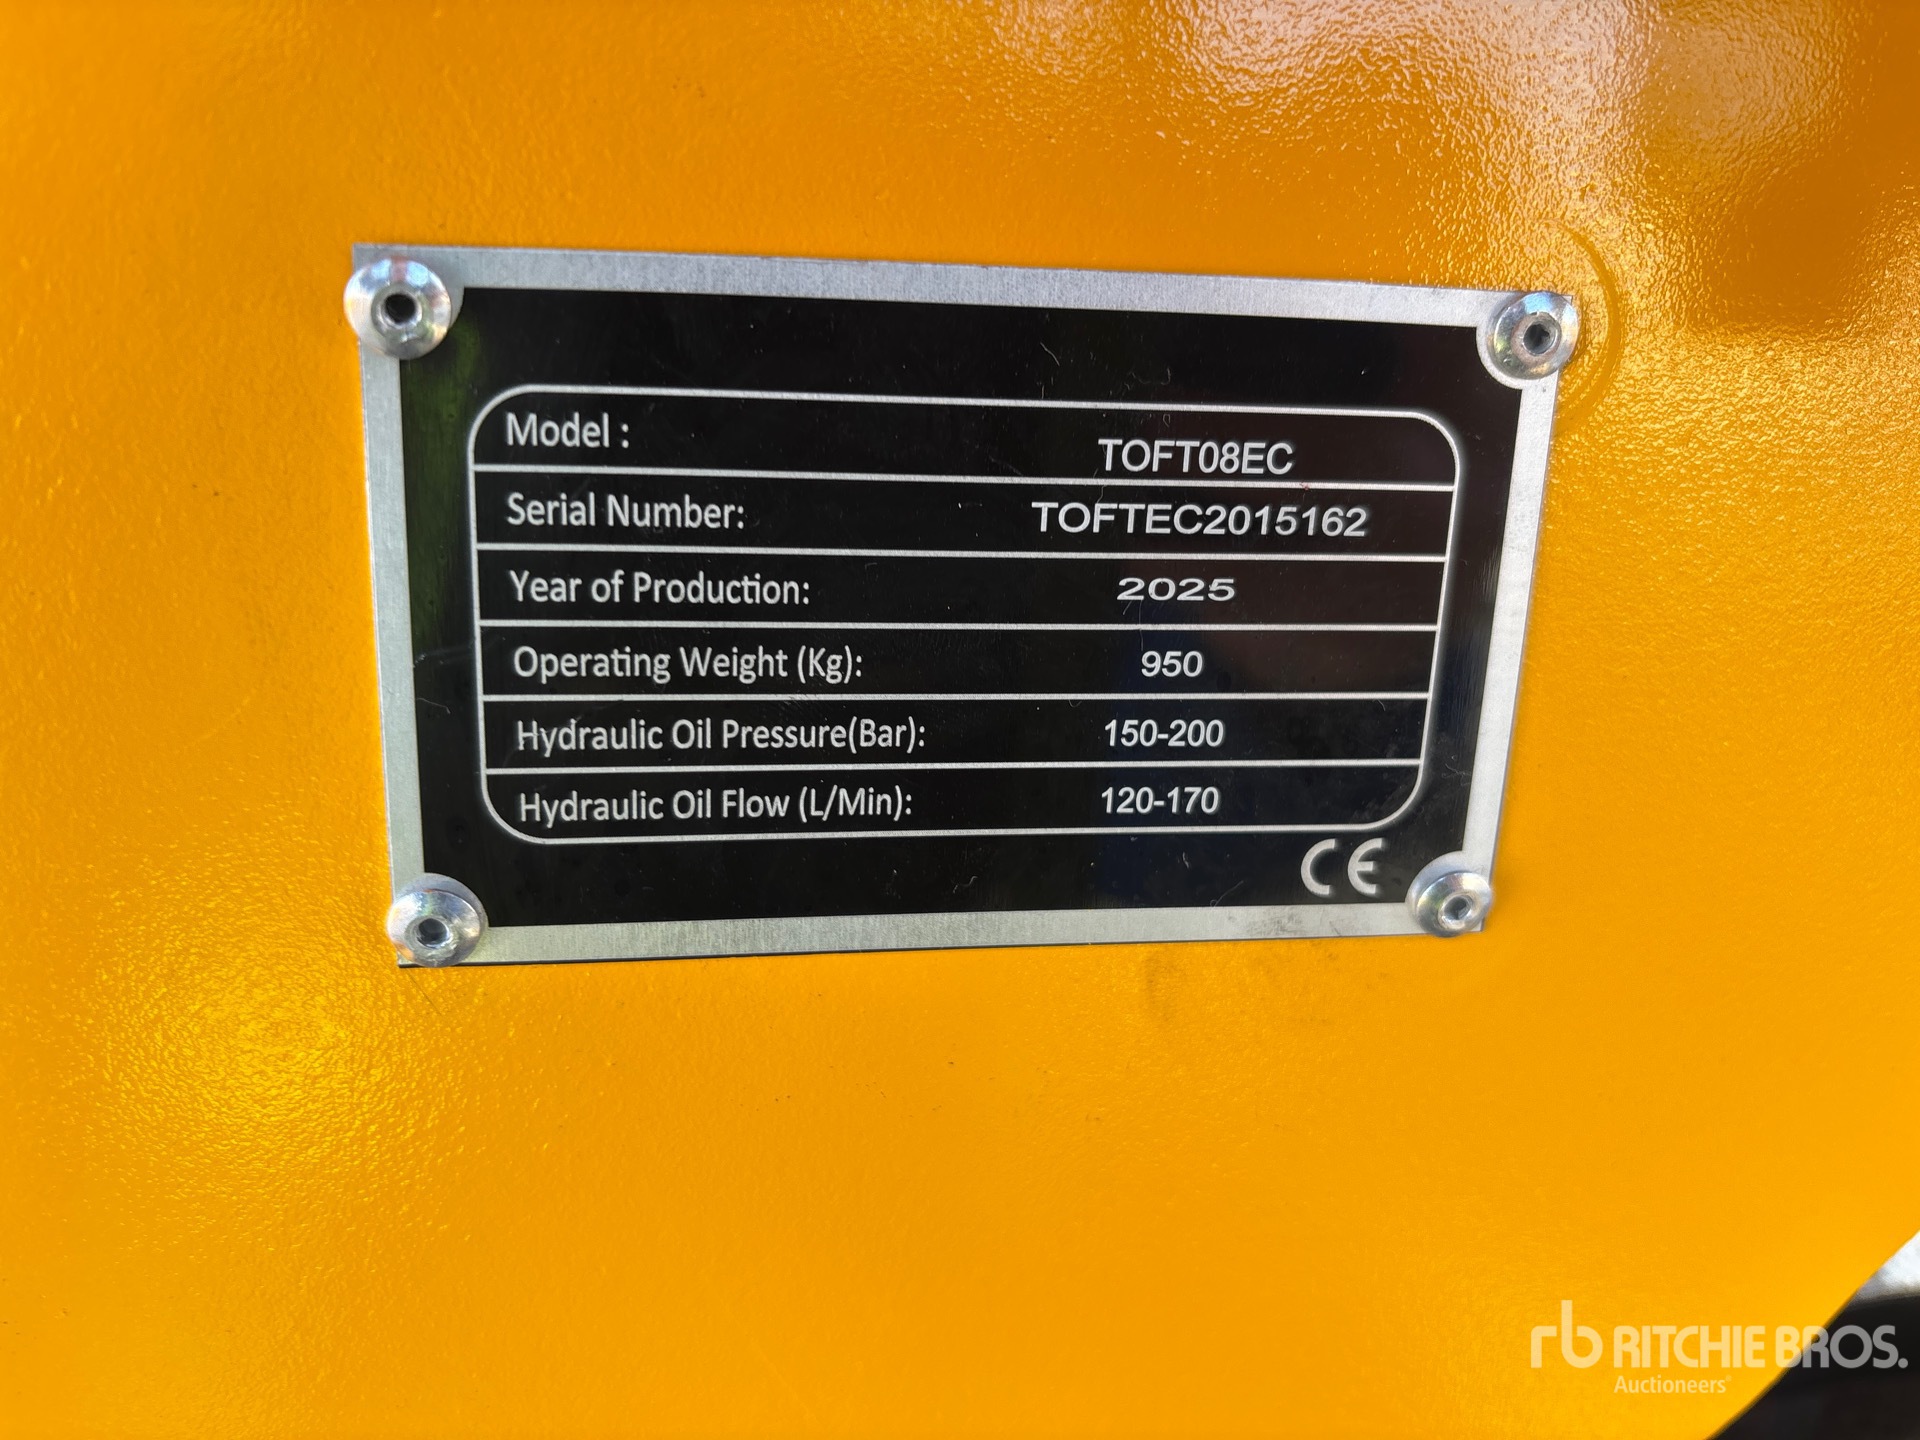 Model : TOFT08EC
Serial Number: TOFTEC2015162
Year of Production: 2025
Operating Weight (Kg): 950
Hydraulic Oil Pressure(Bar): 150-200
Hydraulic Oil Flow (L/Min): 120-170
CE
rb RITCHIE BROS.
Auctioneers®